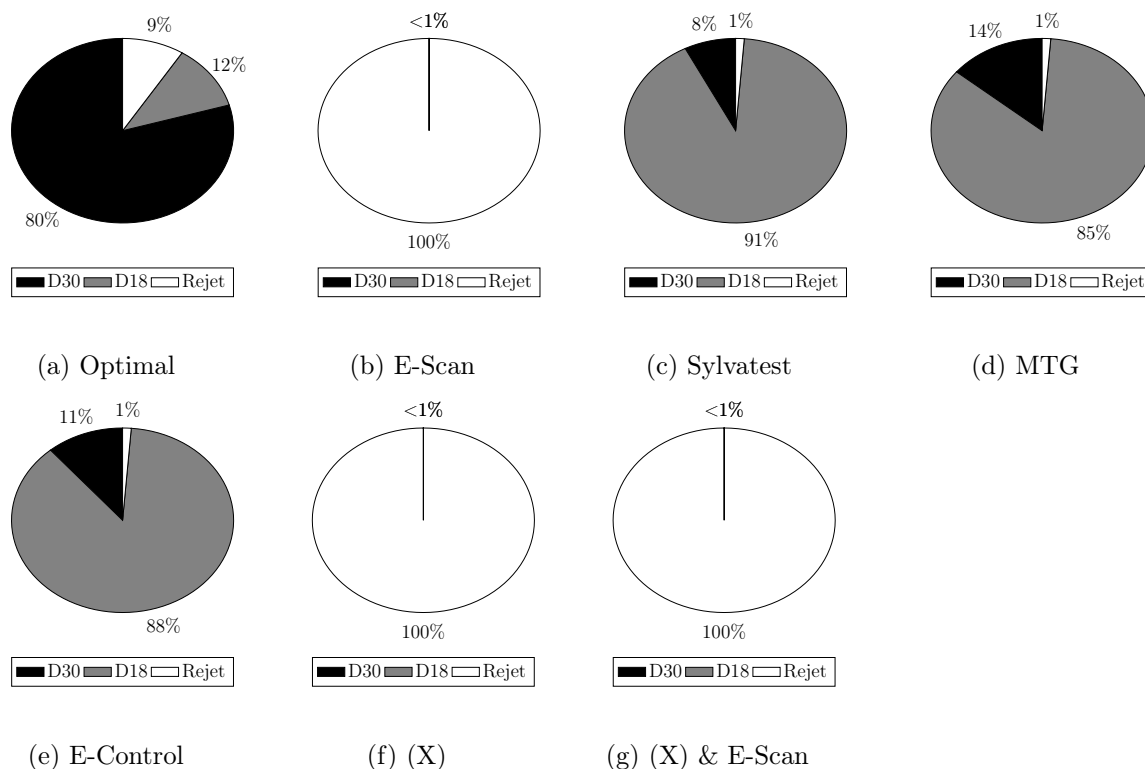 9%
12%
80%
D30 D18 Rejet
(a) Optimal
<1%
100%
D30 D18 Rejet
(b) E-Scan
8% 1%
91%
D30 D18 Rejet
(c) Sylvatest
14% 1%
85%
D30 D18 Rejet
(d) MTG
11% 1%
88%
D30 D18 Rejet
(e) E-Control
<1%
100%
D30 D18 Rejet
(f) (X)
<1%
100%
D30 D18 Rejet
(g) (X) & E-Scan